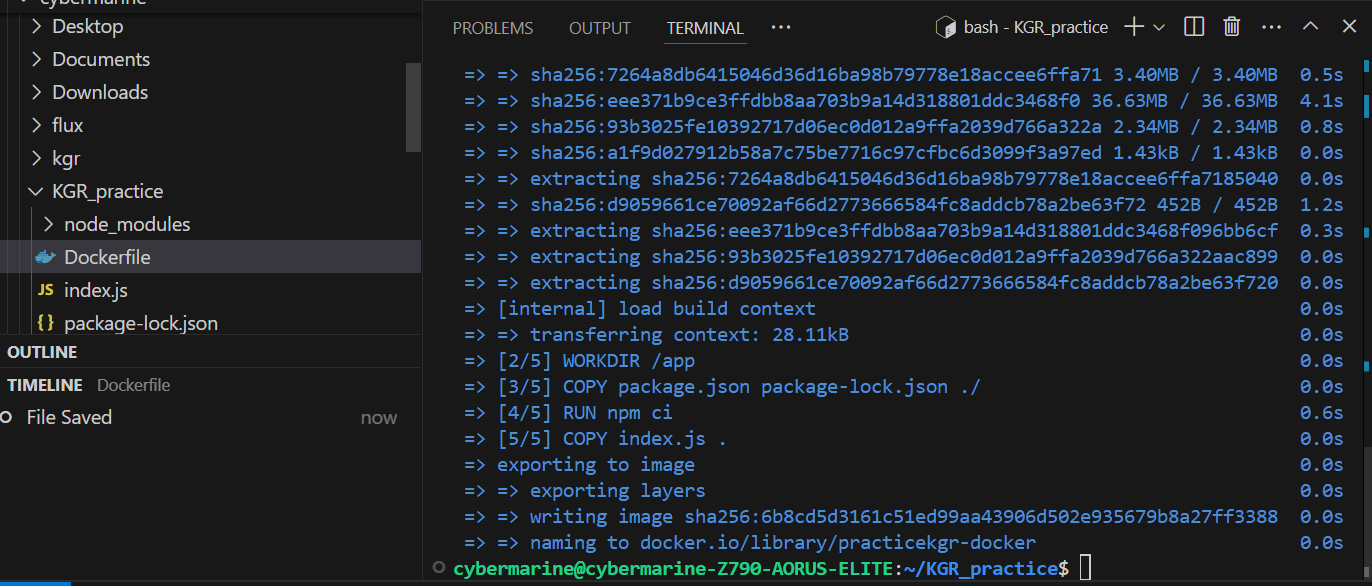 cybermarine
Desktop
Documents
Downloads
flux
kgr
KGR_practice
node_modules
Dockerfile
JS index.js
{} package-lock.json
OUTLINE
TIMELINE Dockerfile
File Saved now
PROBLEMS OUTPUT TERMINAL ··· bash - KGR_practice
=> => sha256:7264a8db6415046d36d16ba98b79778e18accee6ffa71 3.40MB / 3.40MB 0.5s
=> => sha256:eee371b9ce3ffdbb8aa703b9a14d318801ddc3468f0 36.63MB / 36.63MB 4.1s
=> => sha256:93b3025fe10392717d06ec0d012a9ffa2039d766a322a 2.34MB / 2.34MB 0.8s
=> => sha256:a1f9d027912b58a7c75be7716c97cfbc6d3099f3a97ed 1.43kB / 1.43kB 0.0s
=> => extracting sha256:7264a8db6415046d36d16ba98b79778e18accee6ffa7185040 0.0s
=> => sha256:d9059661ce70092af66d2773666584fc8addcb78a2be63f72 452B / 452B 1.2s
=> => extracting sha256:eee371b9ce3ffdbb8aa703b9a14d318801ddc3468f096bb6cf 0.3s
=> => extracting sha256:93b3025fe10392717d06ec0d012a9ffa2039d766a322aac899 0.0s
=> => extracting sha256:d9059661ce70092af66d2773666584fc8addcb78a2be63f720 0.0s
=> [internal] load build context 0.0s
=> => transferring context: 28.11kB 0.0s
=> [2/5] WORKDIR /app 0.0s
=> [3/5] COPY package.json package-lock.json ./ 0.0s
=> [4/5] RUN npm ci 0.6s
=> [5/5] COPY index.js . 0.0s
=> exporting to image 0.0s
=> => exporting layers 0.0s
=> => writing image sha256:6b8cd5d3161c51ed99aa43906d502e935679b8a27ff3388 0.0s
=> => naming to docker.io/library/practicekgr-docker 0.0s
cybermarine@cybermarine-Z790-AORUS-ELITE:~/KGR_practice$